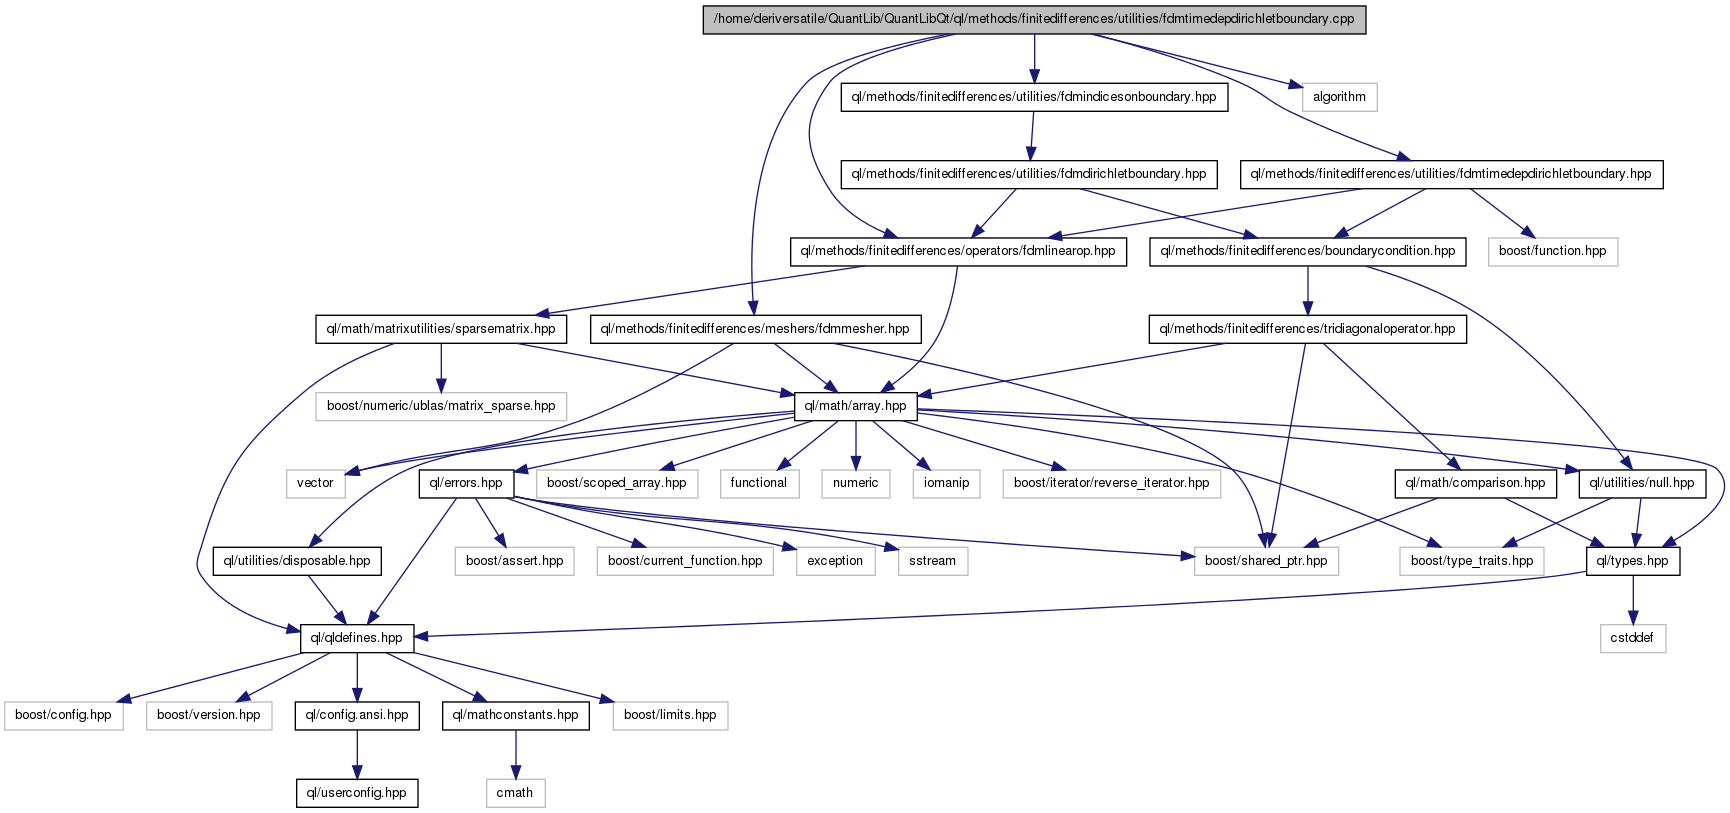 /home/deriversatile/QuantLib/QuantLibQt/ql/methods/finitedifferences/utilities/fdmtimedepdirichletboundary.cpp
ql/methods/finitedifferences/utilities/fdmindicesonboundary.hpp
algorithm
ql/methods/finitedifferences/utilities/fdmdirichletboundary.hpp
ql/methods/finitedifferences/utilities/fdmtimedepdirichletboundary.hpp
ql/methods/finitedifferences/operators/fdmlinearop.hpp
ql/methods/finitedifferences/boundarycondition.hpp
boost/function.hpp
ql/math/matrixutilities/sparsematrix.hpp
ql/methods/finitedifferences/meshers/fdmmesher.hpp
ql/methods/finitedifferences/tridiagonaloperator.hpp
boost/numeric/ublas/matrix_sparse.hpp
ql/math/array.hpp
vector
ql/errors.hpp
boost/scoped_array.hpp
functional
numeric
iomanip
boost/iterator/reverse_iterator.hpp
ql/math/comparison.hpp
ql/utilities/null.hpp
ql/utilities/disposable.hpp
boost/assert.hpp
boost/current_function.hpp
exception
sstream
boost/shared_ptr.hpp
boost/type_traits.hpp
ql/types.hpp
ql/qldefines.hpp
cstddef
boost/config.hpp
boost/version.hpp
ql/config.ansi.hpp
ql/mathconstants.hpp
boost/limits.hpp
ql/userconfig.hpp
cmath